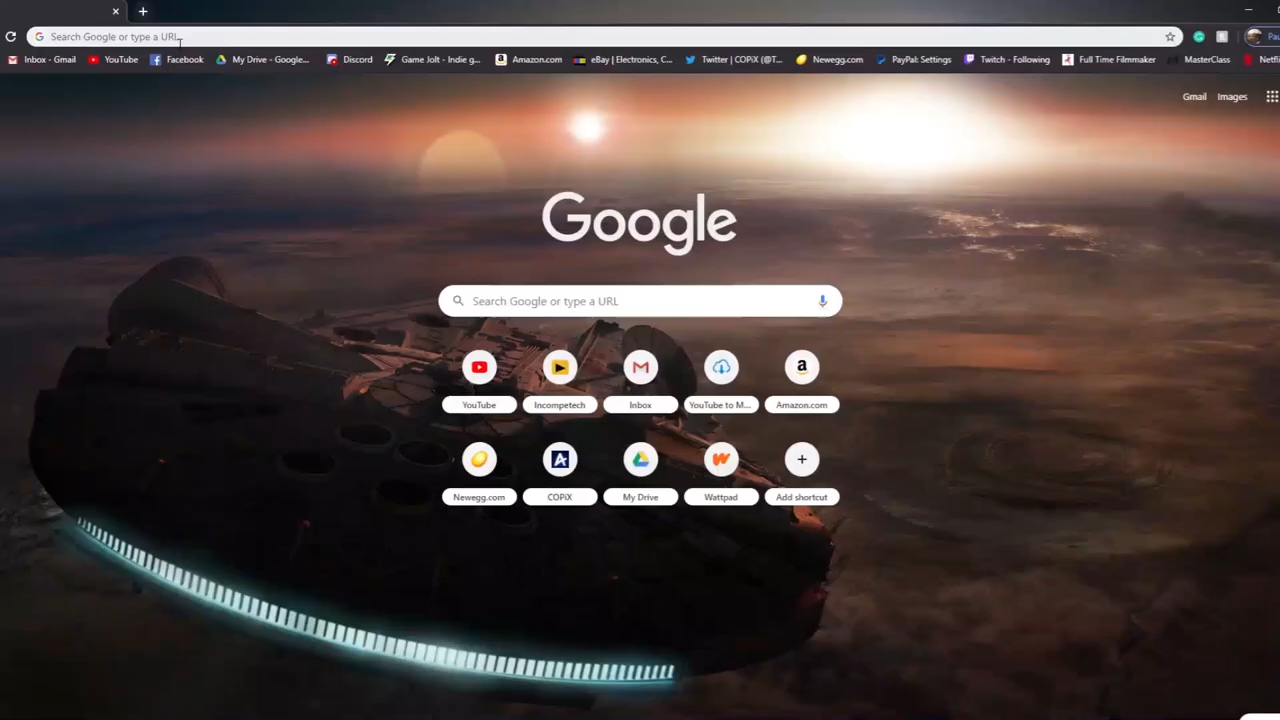 Search Google or type a URL
Inbox - Gmail YouTube Facebook My Drive - Google... Discord Game Jolt - Indie g... Amazon.com eBay | Electronics, C... Twitter | COPiX (@T... Newegg.com PayPal: Settings Twitch - Following Full Time Filmmaker MasterClass Netfli
Gmail Images
Google
Search Google or type a URL
YouTube Incompetech Inbox YouTube to M... Amazon.com
Newegg.com COPiX My Drive Wattpad Add shortcut